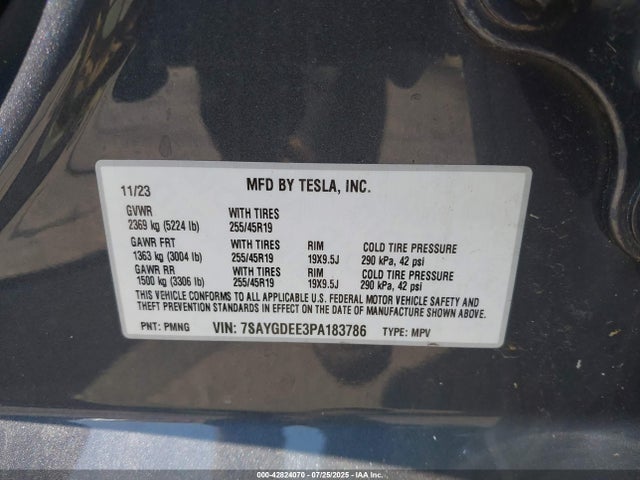 11/23 MFD BY TESLA, INC.
GVWR WITH TIRES
2369 kg (5224 lb) 255/45R19
GAWR FRT WITH TIRES RIM COLD TIRE PRESSURE
1363 kg (3004 lb) 255/45R19 19X9.5J 290 kPa, 42 psi
GAWR RR WITH TIRES RIM COLD TIRE PRESSURE
1500 kg (3306 lb) 255/45R19 19X9.5J 290 kPa, 42 psi
THIS VEHICLE CONFORMS TO ALL APPLICABLE U.S. FEDERAL MOTOR VEHICLE SAFETY AND
THEFT PREVENTION STANDARDS IN EFFECT ON THE DATE OF MANUFACTURE SHOWN ABOVE.
PNT: PMNG VIN: 7SAYGDEE3PA183786 TYPE: MPV
000-42824070 - 07/25/2025 - IAAI.COM